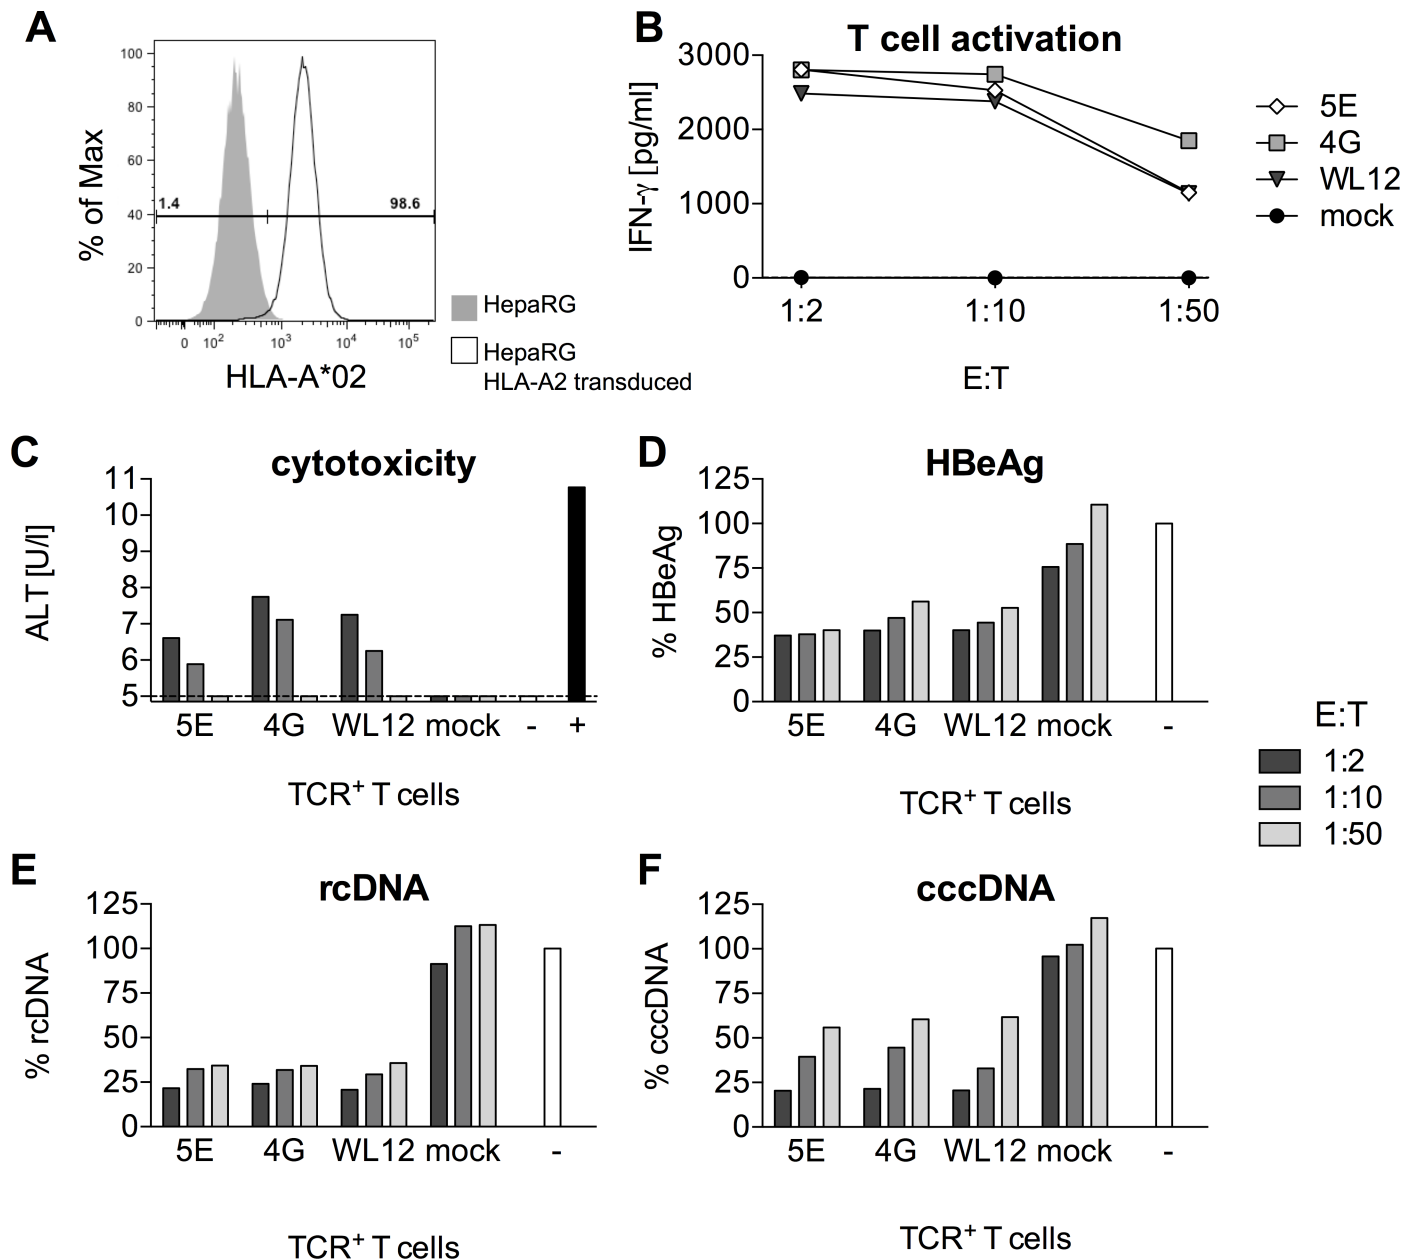 A
100
80
60
40
20
0
% of Max
1.4
98.6
0 10² 10³ 10⁴ 10⁵
HLA-A*02
HepaRG
HepaRG
HLA-A2 transduced
B
T cell activation
3000
2000
1000
0
IFN-γ [pg/ml]
1:2 1:10 1:50
E:T
5E
4G
WL12
mock
C
cytotoxicity
11
10
9
8
7
6
5
ALT [U/l]
5E 4G WL12 mock - +
TCR⁺ T cells
D
HBeAg
125
100
75
50
25
0
% HBeAg
5E 4G WL12 mock -
TCR⁺ T cells
E:T
1:2
1:10
1:50
E
rcDNA
125
100
75
50
25
0
% rcDNA
5E 4G WL12 mock -
TCR⁺ T cells
F
cccDNA
125
100
75
50
25
0
% cccDNA
5E 4G WL12 mock -
TCR⁺ T cells